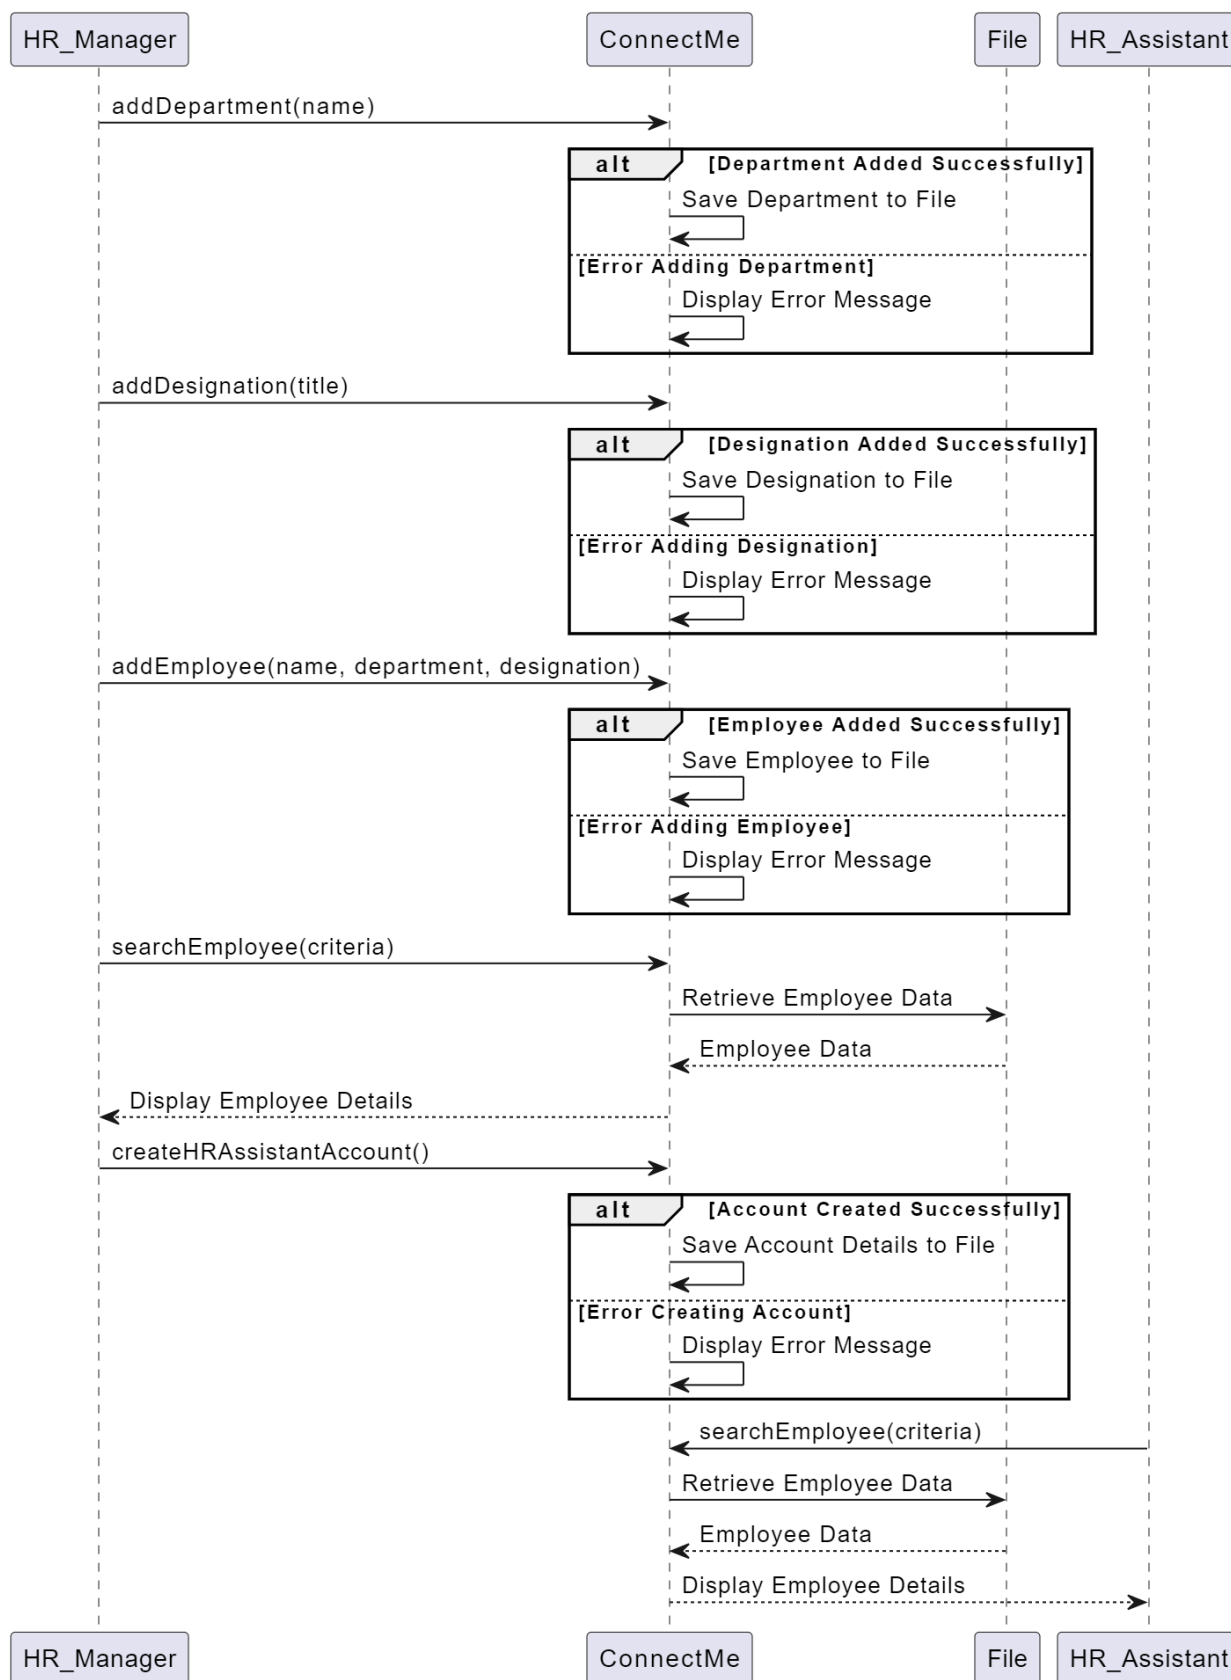 HR_Manager ConnectMe File HR_Assistant
addDepartment(name)
alt [Department Added Successfully]
Save Department to File
[Error Adding Department]
Display Error Message
addDesignation(title)
alt [Designation Added Successfully]
Save Designation to File
[Error Adding Designation]
Display Error Message
addEmployee(name, department, designation)
alt [Employee Added Successfully]
Save Employee to File
[Error Adding Employee]
Display Error Message
searchEmployee(criteria)
Retrieve Employee Data
Employee Data
Display Employee Details
createHRAssistantAccount()
alt [Account Created Successfully]
Save Account Details to File
[Error Creating Account]
Display Error Message
searchEmployee(criteria)
Retrieve Employee Data
Employee Data
Display Employee Details
HR_Manager ConnectMe File HR_Assistant